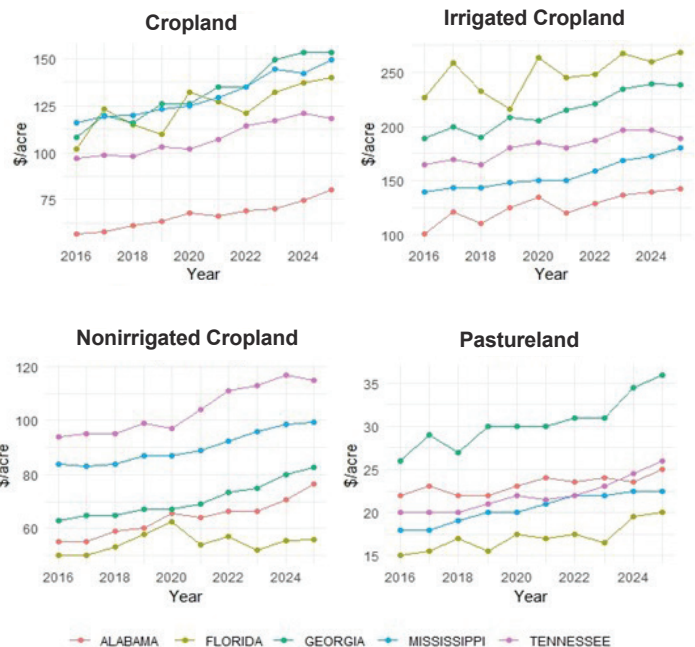 Cropland
150
125
100
75
$/acre
2016 2018 2020 2022 2024
Year
Irrigated Cropland
250
200
150
100
$/acre
2016 2018 2020 2022 2024
Year
Nonirrigated Cropland
120
100
80
60
$/acre
2016 2018 2020 2022 2024
Year
Pastureland
35
30
25
20
15
$/acre
2016 2018 2020 2022 2024
Year
ALABAMA FLORIDA GEORGIA MISSISSIPPI TENNESSEE